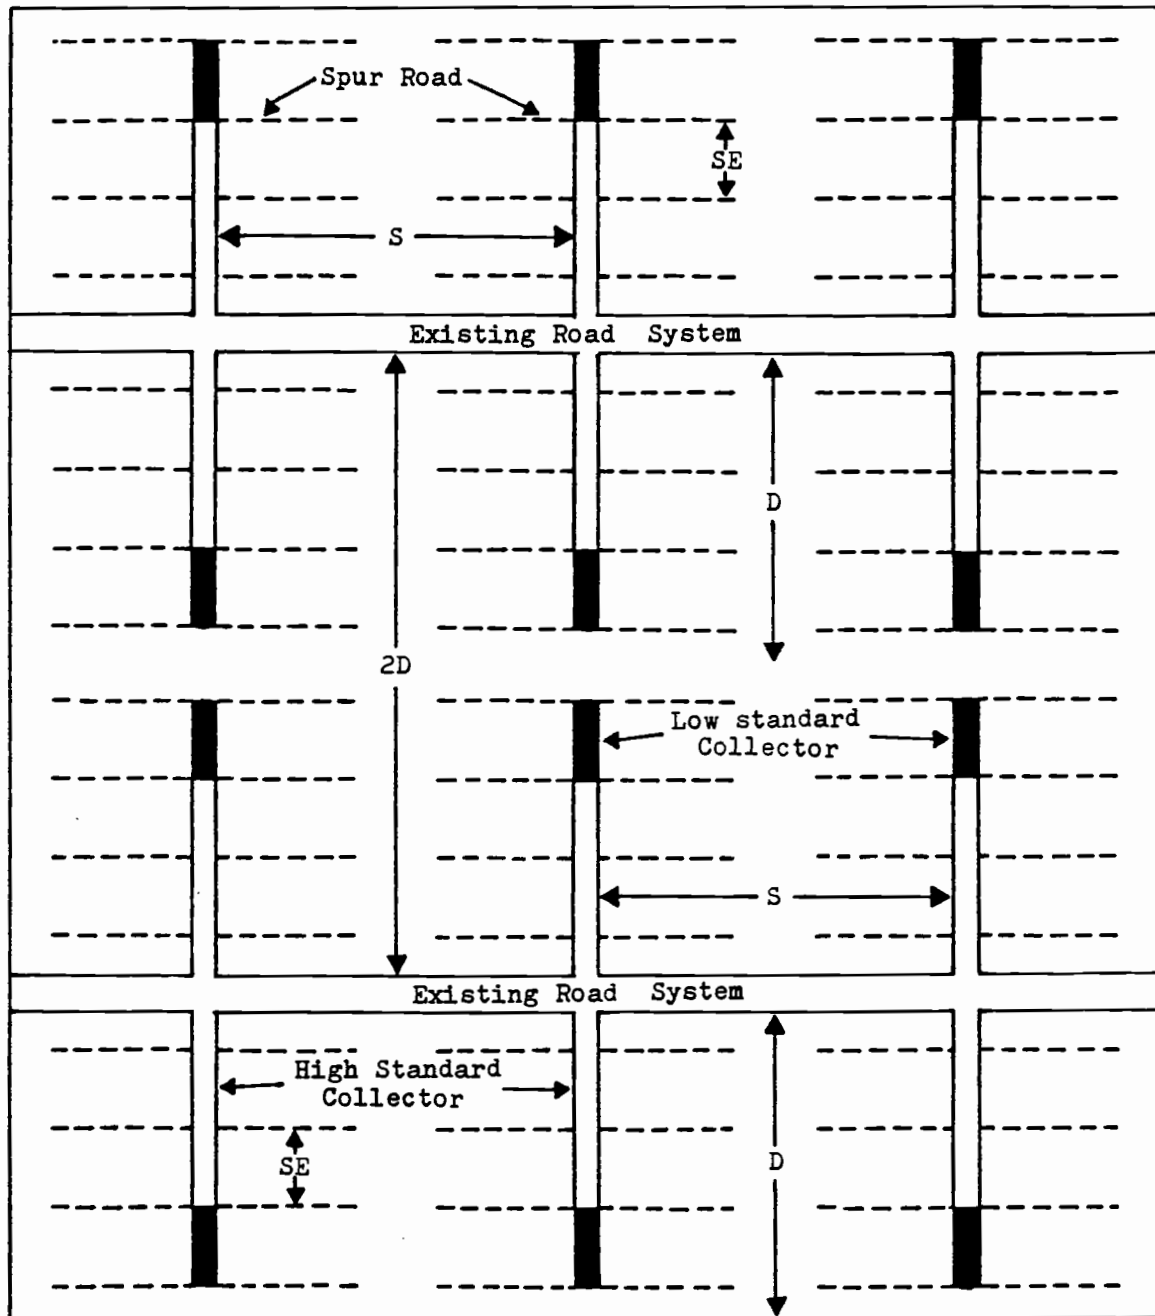 Spur Road
SE
S
Existing Road System
D
2D
Low standard
Collector
S
Existing Road System
High Standard
Collector
SE
D